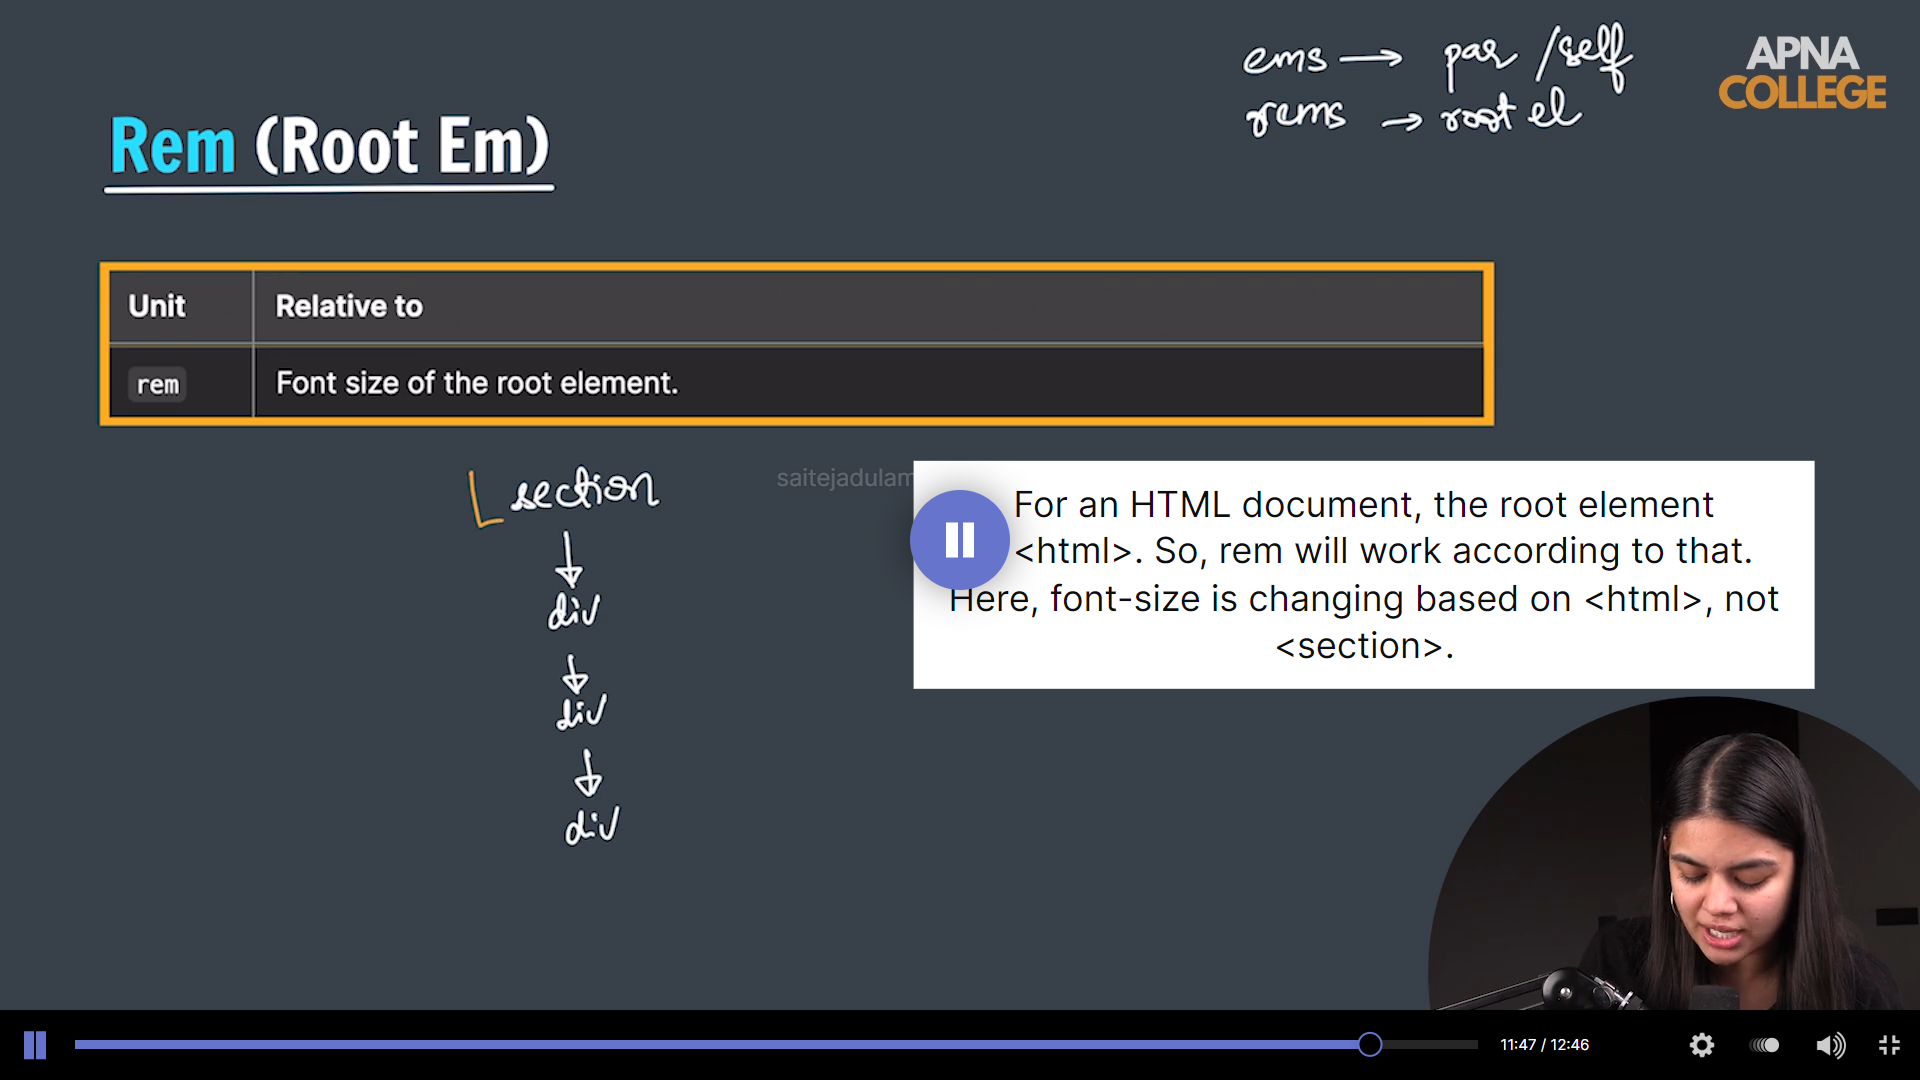 ems → par / self
rems → root el
APNA
COLLEGE
Rem (Root Em)
Unit Relative to
rem Font size of the root element.
section
↓
div
↓
div
↓
div
saitejadulam
For an HTML document, the root element
<html>. So, rem will work according to that.
Here, font-size is changing based on <html>, not
<section>.
11:47 / 12:46